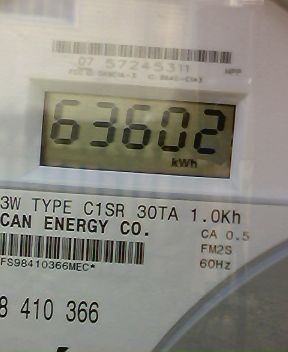 07 57245311
63602
kWh
3W TYPE C1SR 30TA 1.0Kh
CAN ENERGY CO.
CA 0.5
FM2S
60Hz
FS98410366MEC*
8 410 366